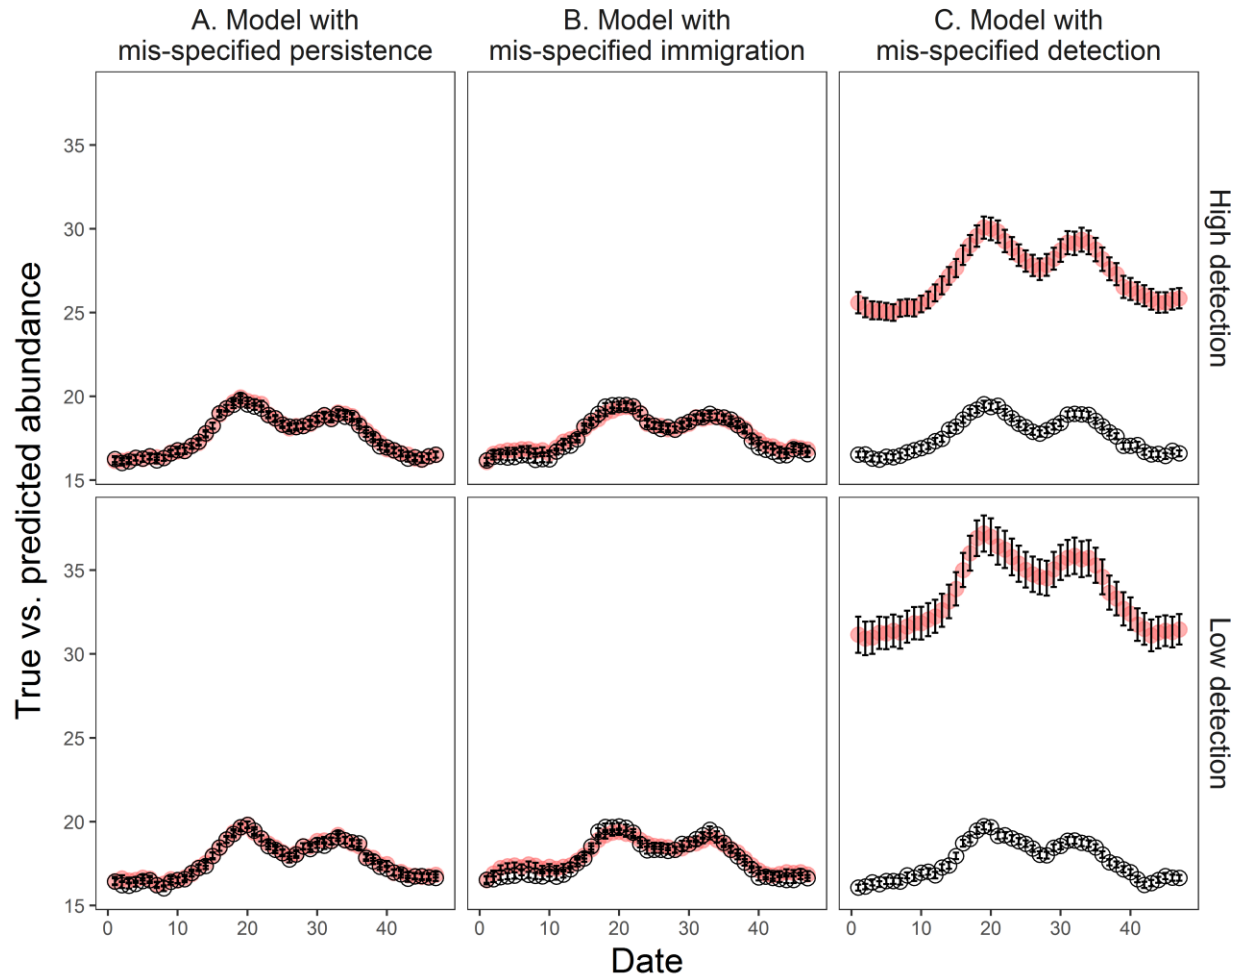 A. Model with
mis-specified persistence
B. Model with
mis-specified immigration
C. Model with
mis-specified detection
True vs. predicted abundance
35
30
25
20
15
High detection
35
30
25
20
15
Low detection
0 10 20 30 40
0 10 20 30 40
0 10 20 30 40
Date